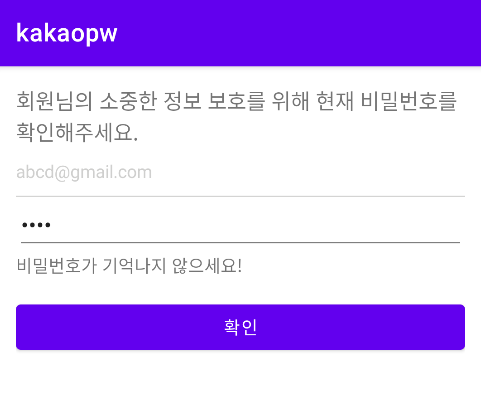 kakaopw
회원님의 소중한 정보 보호를 위해 현재 비밀번호를
확인해주세요.
abcd@gmail.com
••••
비밀번호가 기억나지 않으세요!
확인